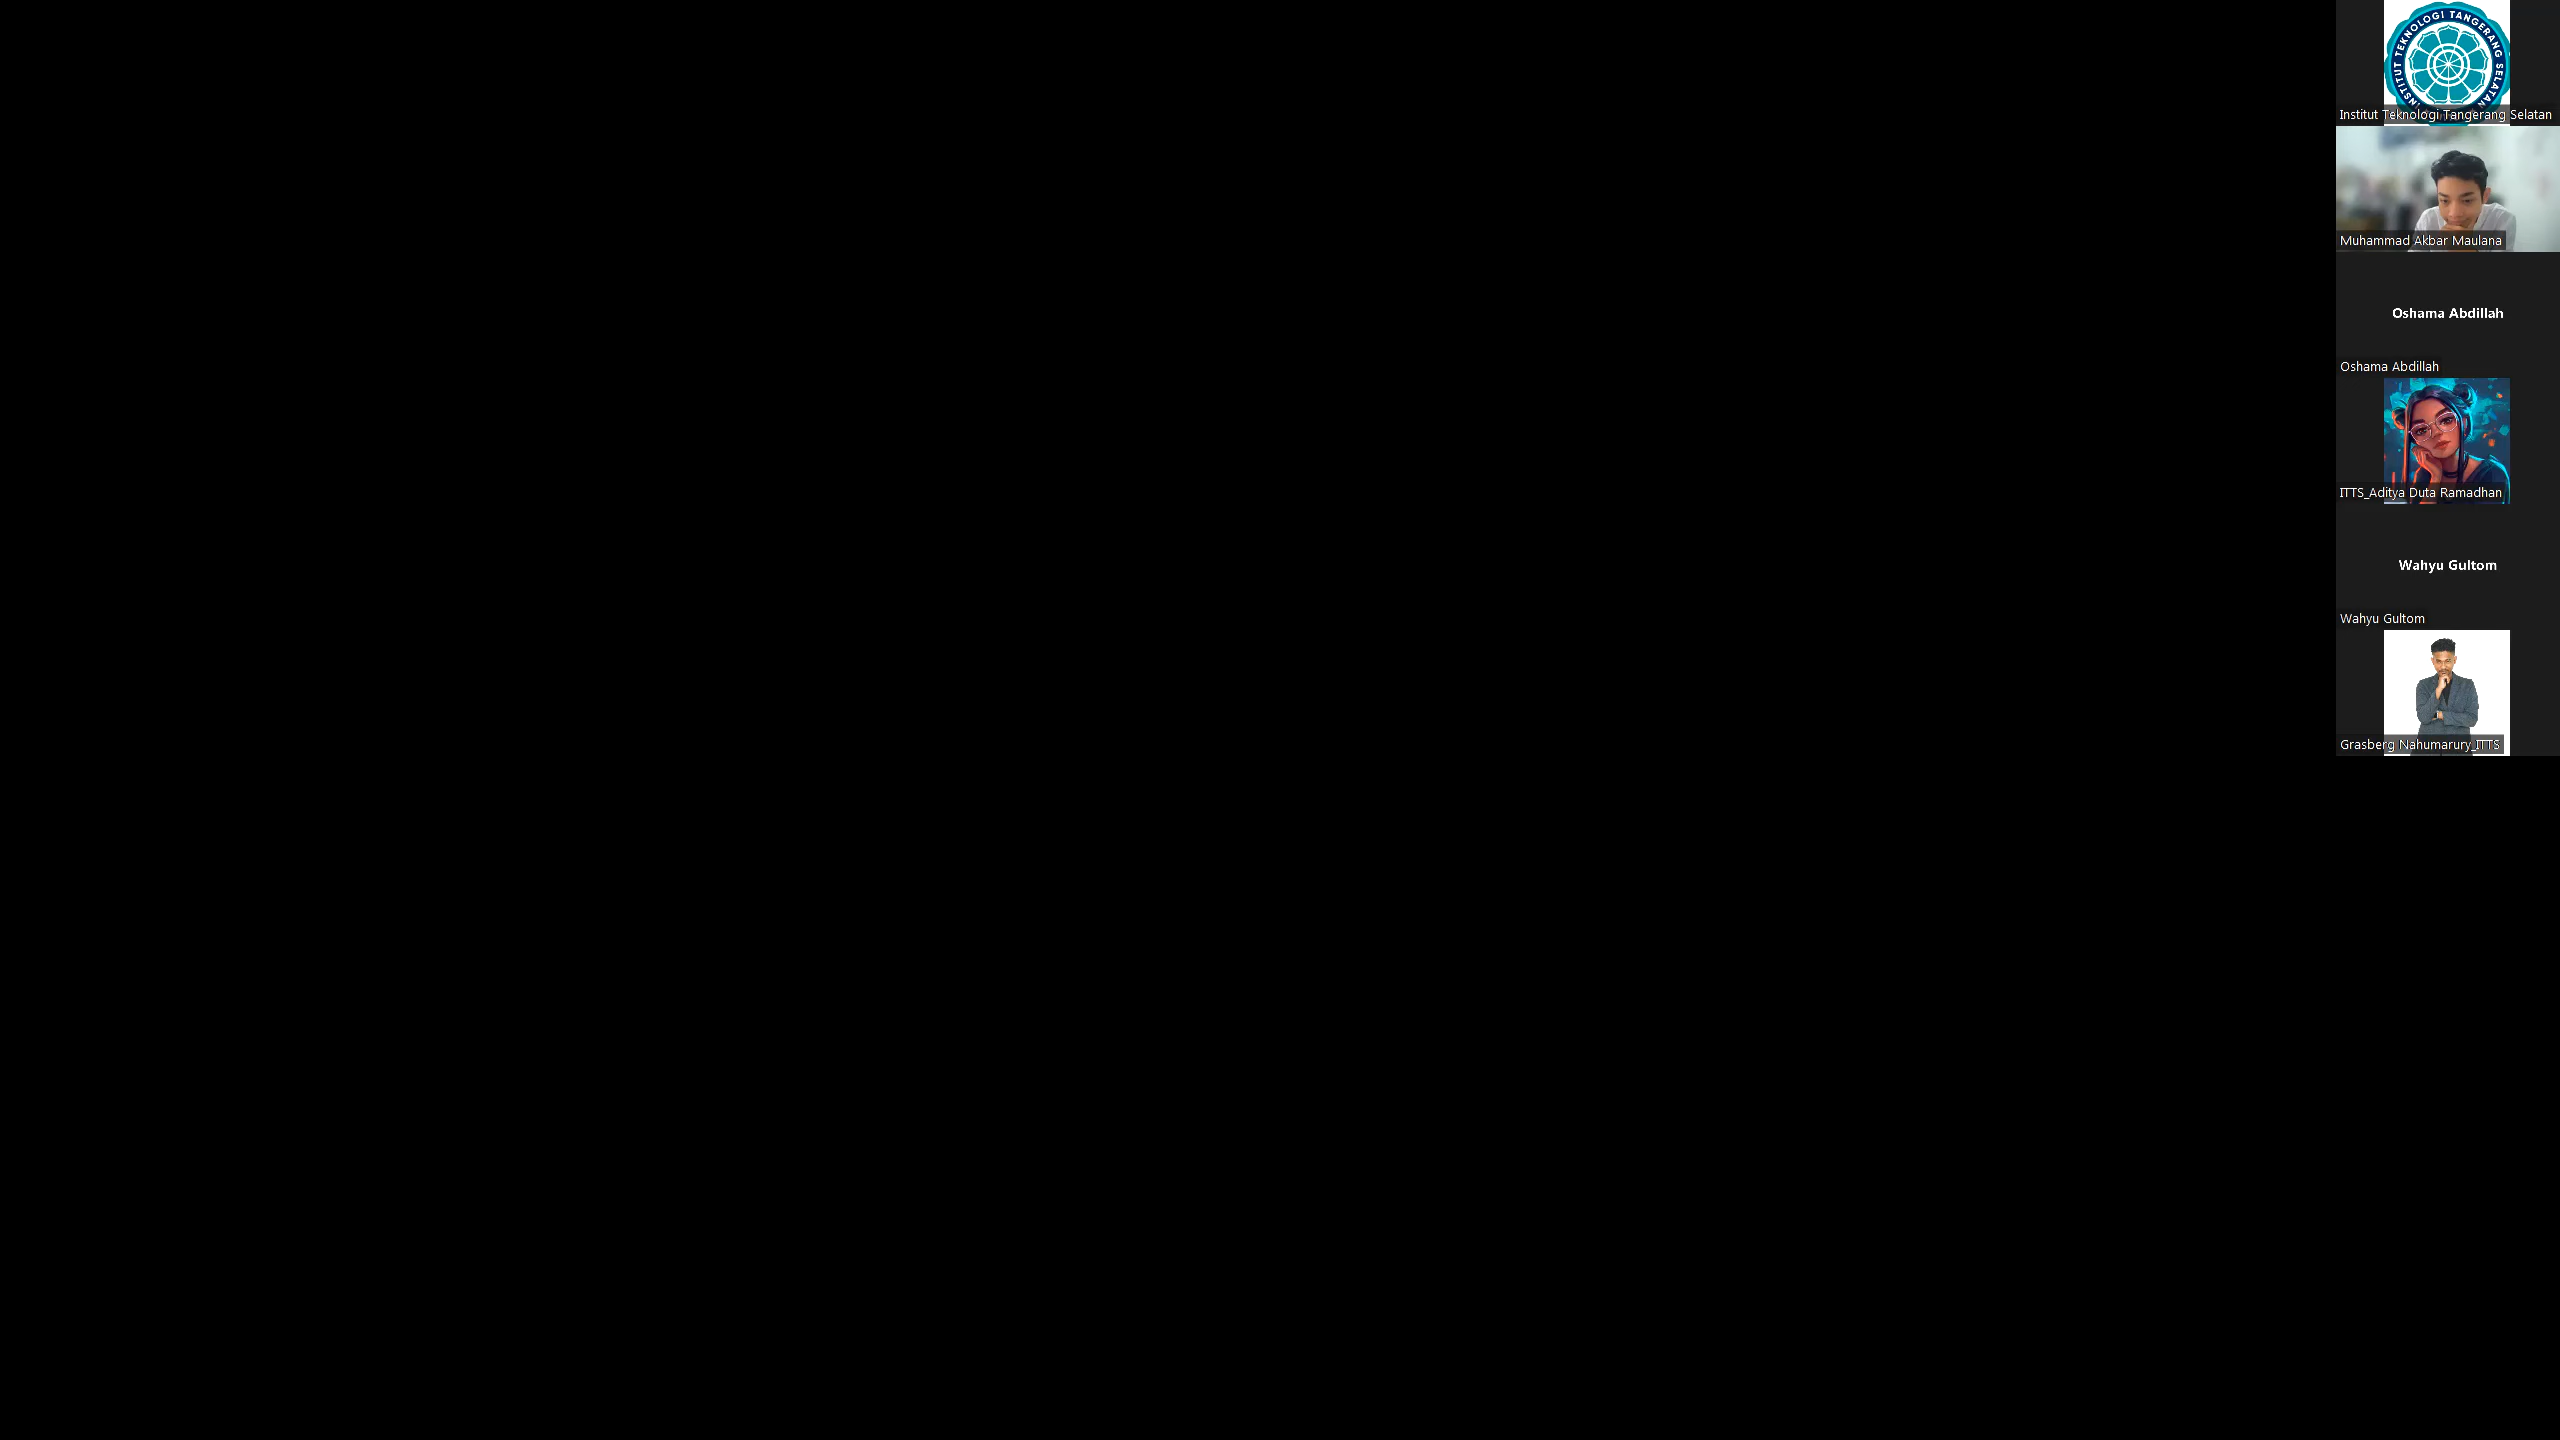 INSTITUT TEKNOLOGI TANGERANG SELATAN
Institut Teknologi Tangerang Selatan
Muhammad Akbar Maulana
Oshama Abdillah
Oshama Abdillah
ITTS_Aditya Duta Ramadhan
Wahyu Gultom
Wahyu Gultom
Grasberg Nahumarury_ITTS